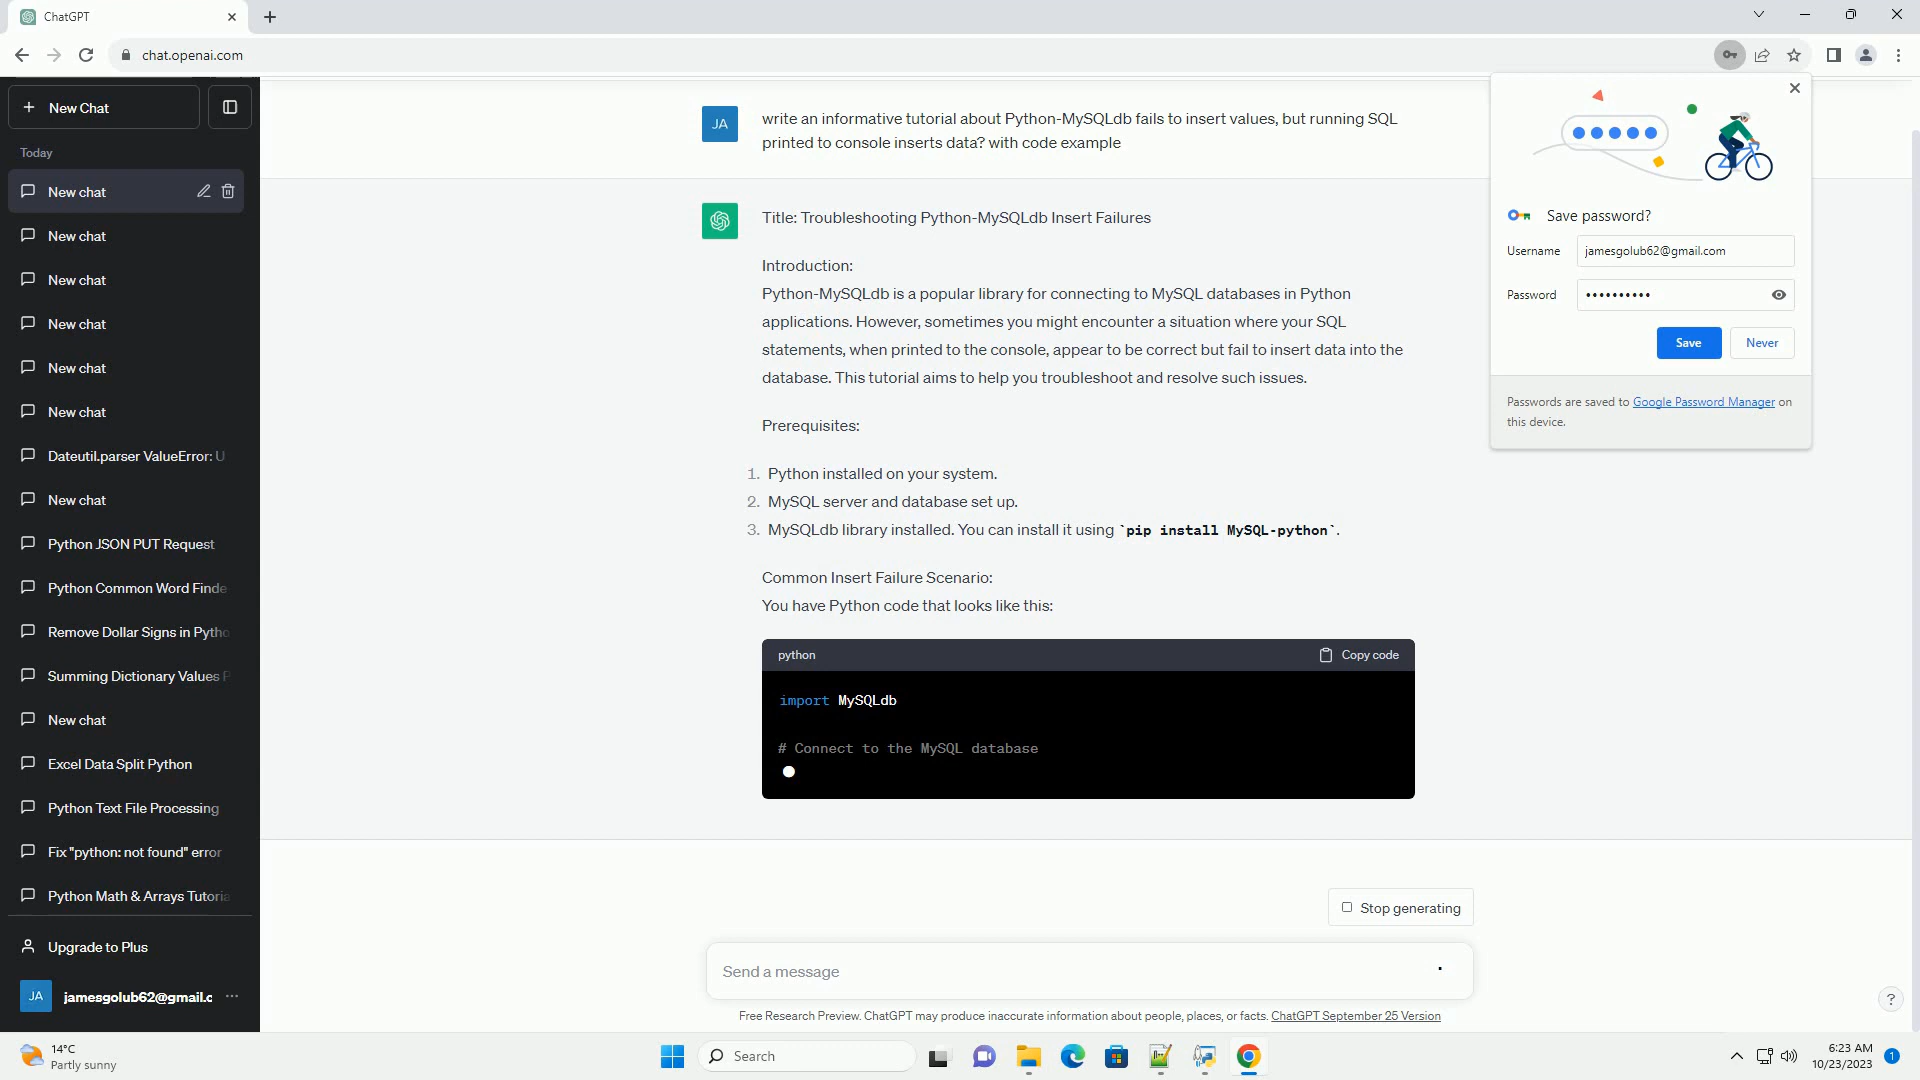 ChatGPT
chat.openai.com
New Chat
Today
New chat
New chat
New chat
New chat
New chat
New chat
Dateutil.parser ValueError: U
New chat
Python JSON PUT Request
Python Common Word Finde
Remove Dollar Signs in Pytho
Summing Dictionary Values P
New chat
Excel Data Split Python
Python Text File Processing
Fix "python: not found" error
Python Math & Arrays Tutoria
Upgrade to Plus
JA
jamesgolub62@gmail.c
JA
write an informative tutorial about Python-MySQLdb fails to insert values, but running SQL
printed to console inserts data? with code example
Title: Troubleshooting Python-MySQLdb Insert Failures
Introduction:
Python-MySQLdb is a popular library for connecting to MySQL databases in Python
applications. However, sometimes you might encounter a situation where your SQL
statements, when printed to the console, appear to be correct but fail to insert data into the
database. This tutorial aims to help you troubleshoot and resolve such issues.
Prerequisites:
1. Python installed on your system.
2. MySQL server and database set up.
3. MySQLdb library installed. You can install it using `pip install MySQL-python`.
Common Insert Failure Scenario:
You have Python code that looks like this:
python
Copy code
import MySQLdb
# Connect to the MySQL database
Stop generating
Send a message
Free Research Preview. ChatGPT may produce inaccurate information about people, places, or facts. ChatGPT September 25 Version
?
Save password?
Username
jamesgolub62@gmail.com
Password
••••••••••
Save
Never
Passwords are saved to Google Password Manager on
this device.
14°C
Partly sunny
Search
6:23 AM
10/23/2023
1